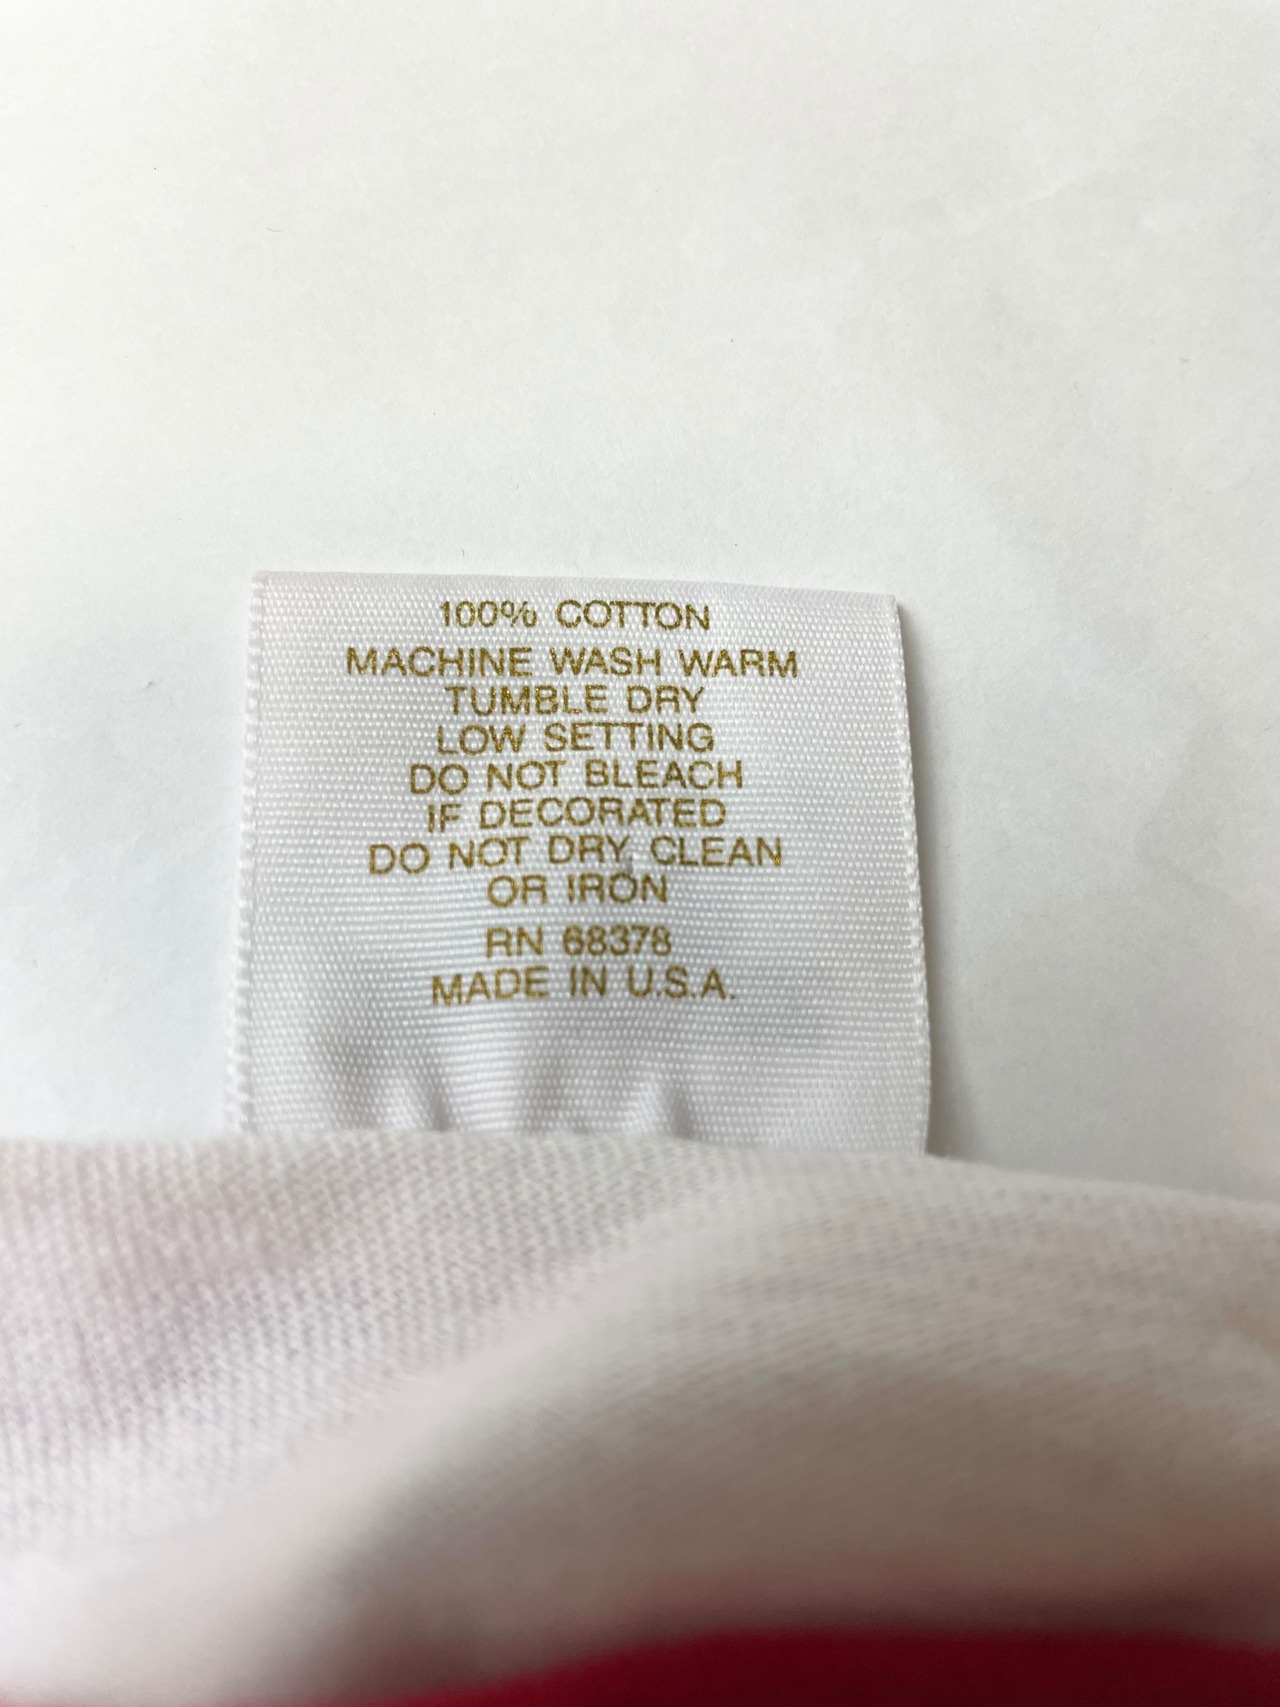 100% COTTON
MACHINE WASH WARM
TUMBLE DRY
LOW SETTING
DO NOT BLEACH
IF DECORATED
DO NOT DRY CLEAN
OR IRON
RN 68378
MADE IN U.S.A.